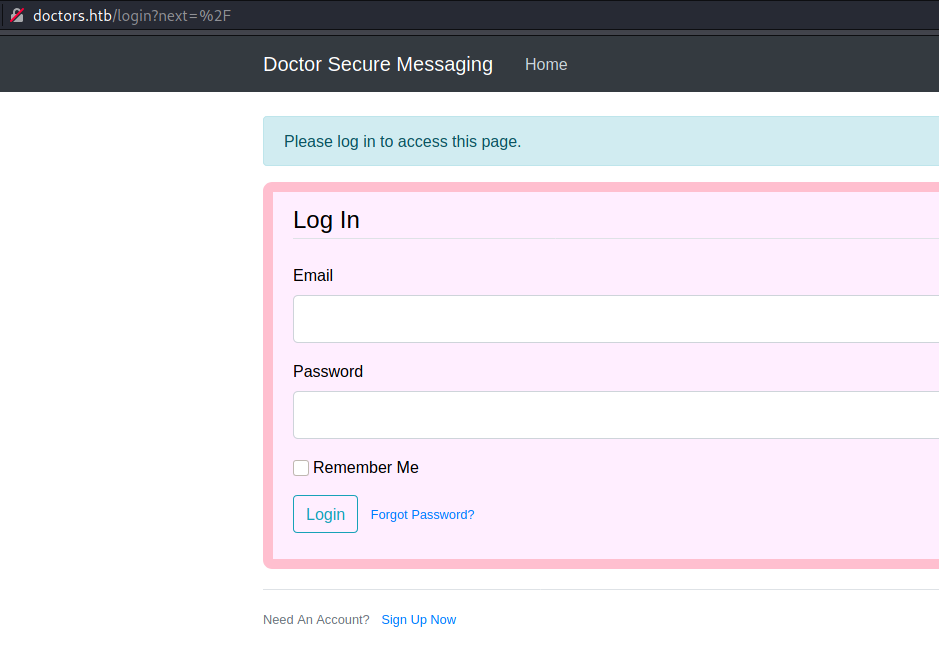 doctors.htb/login?next=%2F
Doctor Secure Messaging Home
Please log in to access this page.
Log In
Email
Password
Remember Me
Login Forgot Password?
Need An Account? Sign Up Now